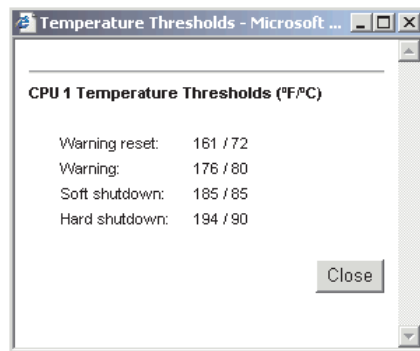 Temperature Thresholds - Microsoft ...
CPU 1 Temperature Thresholds (ºF/ºC)
Warning reset: 161 / 72
Warning: 176 / 80
Soft shutdown: 185 / 85
Hard shutdown: 194 / 90
Close